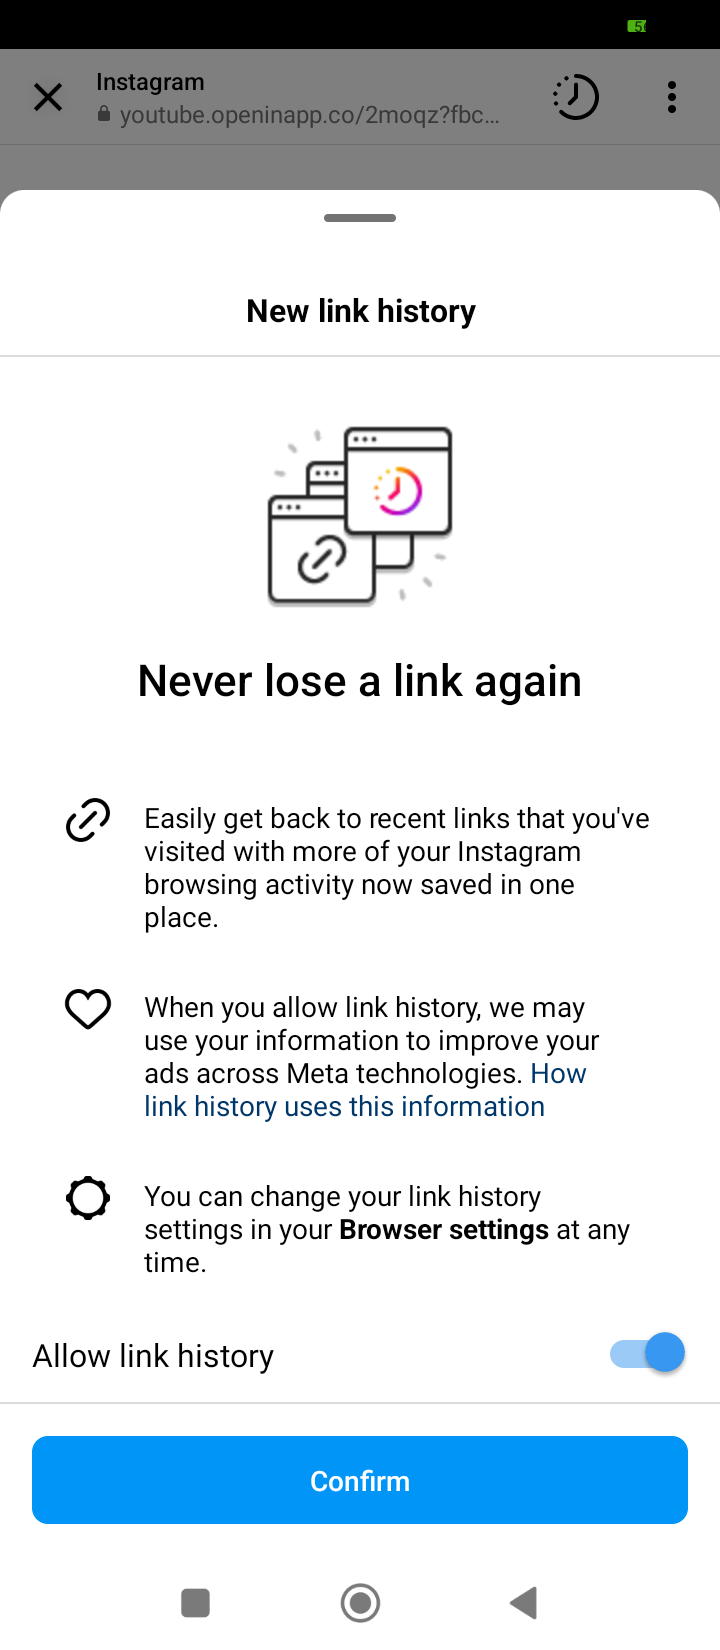 Instagram
youtube.openinapp.co/2moqz?fbc...
New link history
Never lose a link again
Easily get back to recent links that you've
visited with more of your Instagram
browsing activity now saved in one
place.
When you allow link history, we may
use your information to improve your
ads across Meta technologies. How
link history uses this information
You can change your link history
settings in your Browser settings at any
time.
Allow link history
Confirm